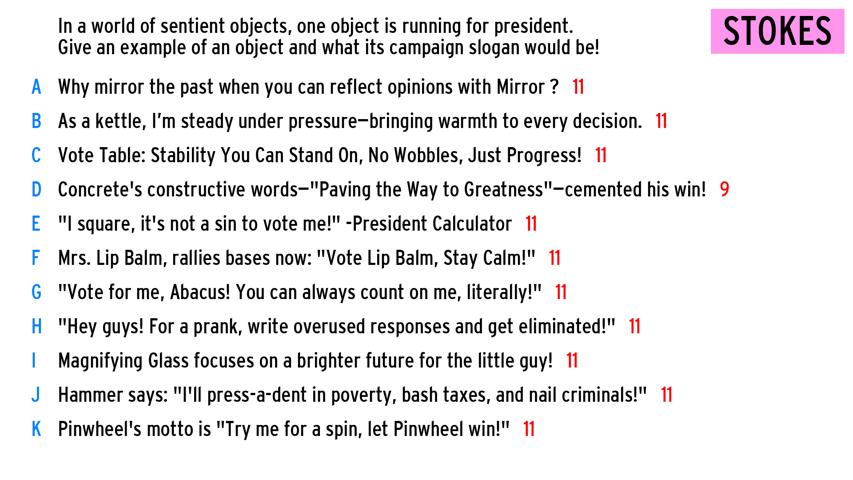 In a world of sentient objects, one object is running for president.
Give an example of an object and what its campaign slogan would be!
STOKES
A Why mirror the past when you can reflect opinions with Mirror ? 11
B As a kettle, I'm steady under pressure—bringing warmth to every decision. 11
C Vote Table: Stability You Can Stand On, No Wobbles, Just Progress! 11
D Concrete's constructive words—"Paving the Way to Greatness"—cemented his win! 9
E "I square, it's not a sin to vote me!" -President Calculator 11
F Mrs. Lip Balm, rallies bases now: "Vote Lip Balm, Stay Calm!" 11
G "Vote for me, Abacus! You can always count on me, literally!" 11
H "Hey guys! For a prank, write overused responses and get eliminated!" 11
I Magnifying Glass focuses on a brighter future for the little guy! 11
J Hammer says: "I'll press-a-dent in poverty, bash taxes, and nail criminals!" 11
K Pinwheel's motto is "Try me for a spin, let Pinwheel win!" 11